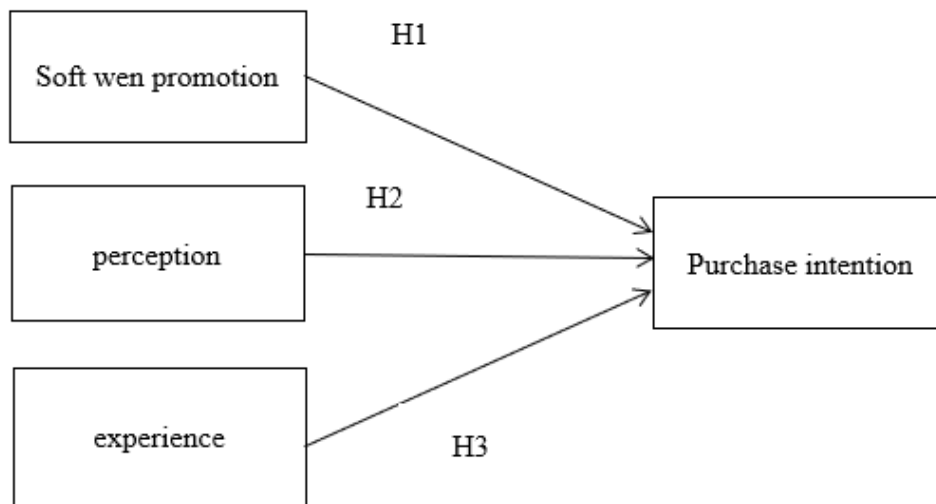 H1
Soft wen promotion
H2
perception
Purchase intention
experience
H3